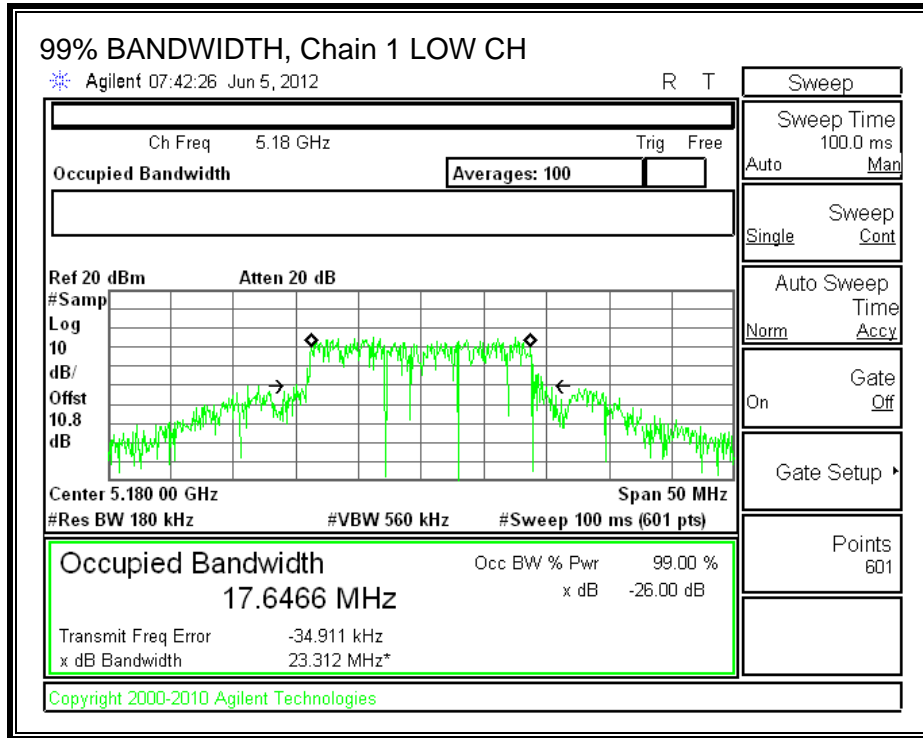 99% BANDWIDTH, Chain 1 LOW CH
Agilent 07:42:26 Jun 5, 2012 R T
Ch Freq 5.18 GHz Trig Free
Occupied Bandwidth Averages: 100
Ref 20 dBm Atten 20 dB
#Samp
Log
10
dB/
Offst
10.8
dB
Center 5.180 00 GHz Span 50 MHz
#Res BW 180 kHz #VBW 560 kHz #Sweep 100 ms (601 pts)
Occupied Bandwidth Occ BW % Pwr 99.00 %
17.6466 MHz x dB -26.00 dB
Transmit Freq Error -34.911 kHz
x dB Bandwidth 23.312 MHz*
Copyright 2000-2010 Agilent Technologies
Sweep
Sweep Time
100.0 ms
Auto Man
Sweep
Single Cont
Auto Sweep
Time
Norm Accy
Gate
On Off
Gate Setup
Points
601